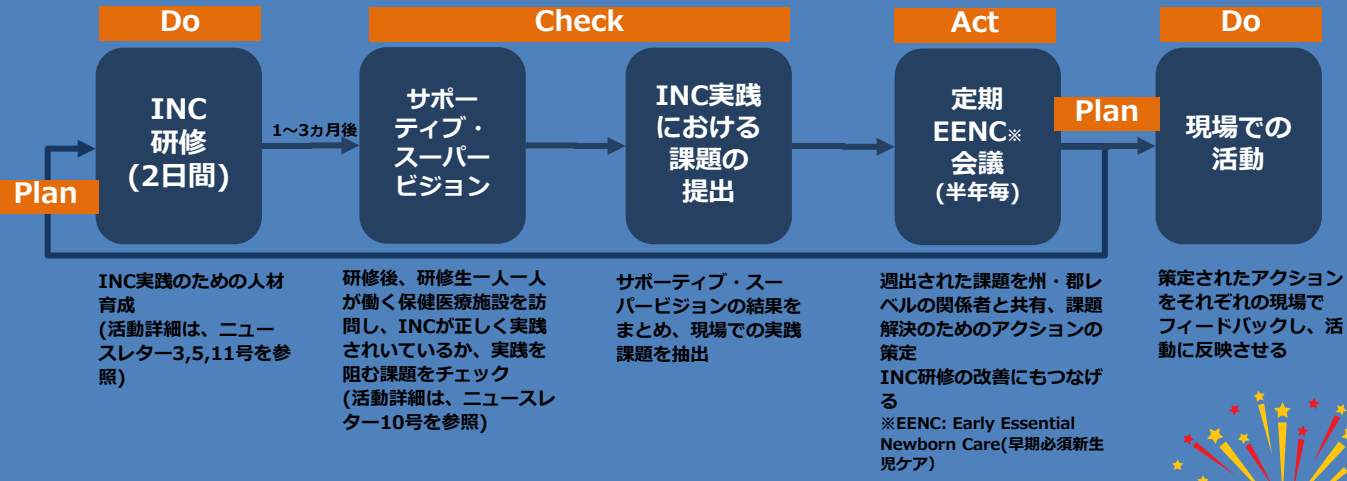 Do
Check
Act
Do
INC
研修
(2日間)
1～3ヵ月後
サポー
ティブ・
スーパー
ビジョン
INC実践
における
課題の
提出
定期
EENC※
会議
(半年毎)
Plan
現場での
活動
Plan
INC実践のための人材
育成
(活動詳細は、ニュー
スレター3,5,11号を参
照)
研修後、研修生一人一人
が働く保健医療施設を訪
問し、INCが正しく実践
されいているか、実践を
阻む課題をチェック
(活動詳細は、ニュースレ
ター10号を参照)
サポーティブ・スー
パービジョンの結果を
まとめ、現場での実践
課題を抽出
週出された課題を州・郡レ
ベルの関係者と共有、課題
解決のためのアクションの
策定
INC研修の改善にもつなげ
る
※EENC: Early Essential
Newborn Care(早期必須新生
児ケア）
策定されたアクション
をそれぞれの現場で
フィードバックし、活
動に反映させる